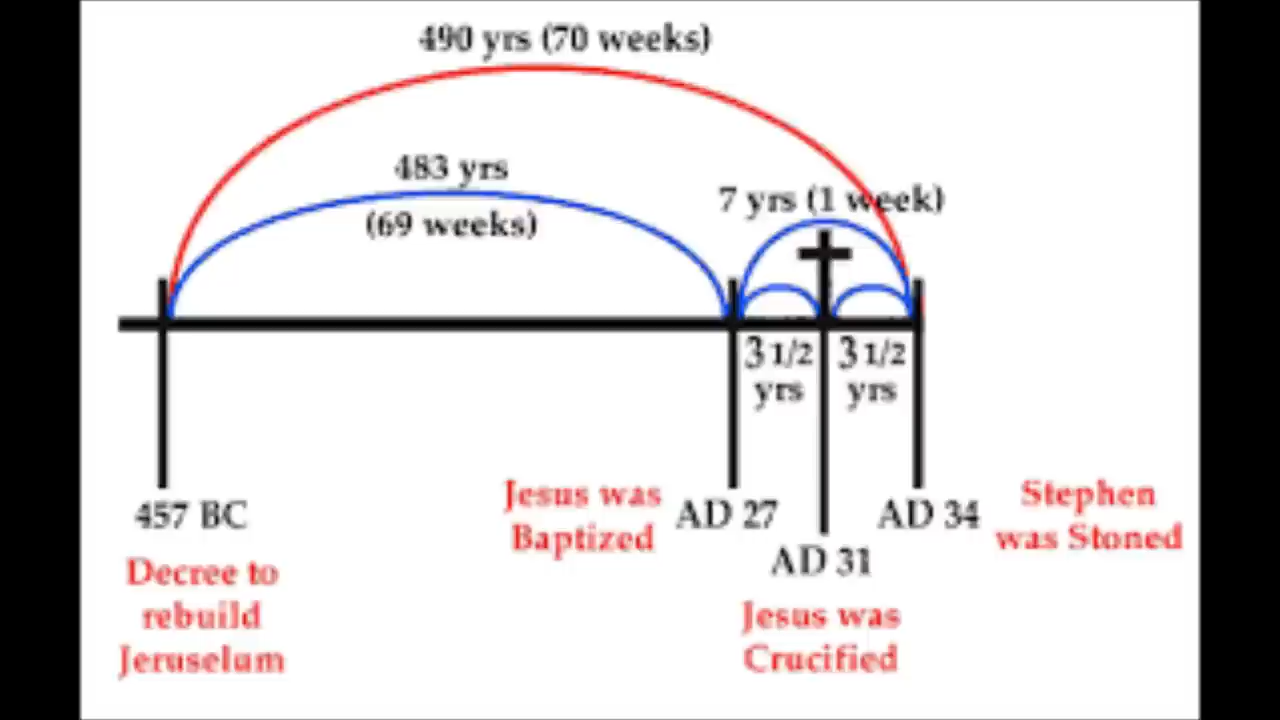 490 yrs (70 weeks)
483 yrs
(69 weeks)
7 yrs (1 week)
3 1/2
yrs
3 1/2
yrs
457 BC
Decree to
rebuild
Jeruselum
Jesus was
Baptized
AD 27
AD 31
Jesus was
Crucified
AD 34
Stephen
was Stoned